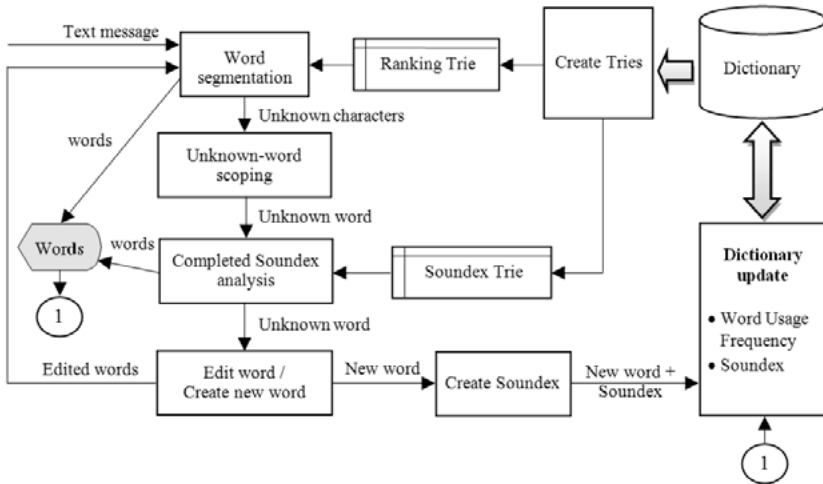 Text message
Word
segmentation
Ranking Trie
Create Tries
Dictionary
Unknown characters
words
Unknown-word
scoping
Unknown word
Words
words
Completed Soundex
analysis
Soundex Trie
Dictionary
update
• Word Usage
Frequency
• Soundex
1
Unknown word
Edited words
Edit word /
Create new word
New word
Create Soundex
New word +
Soundex
1